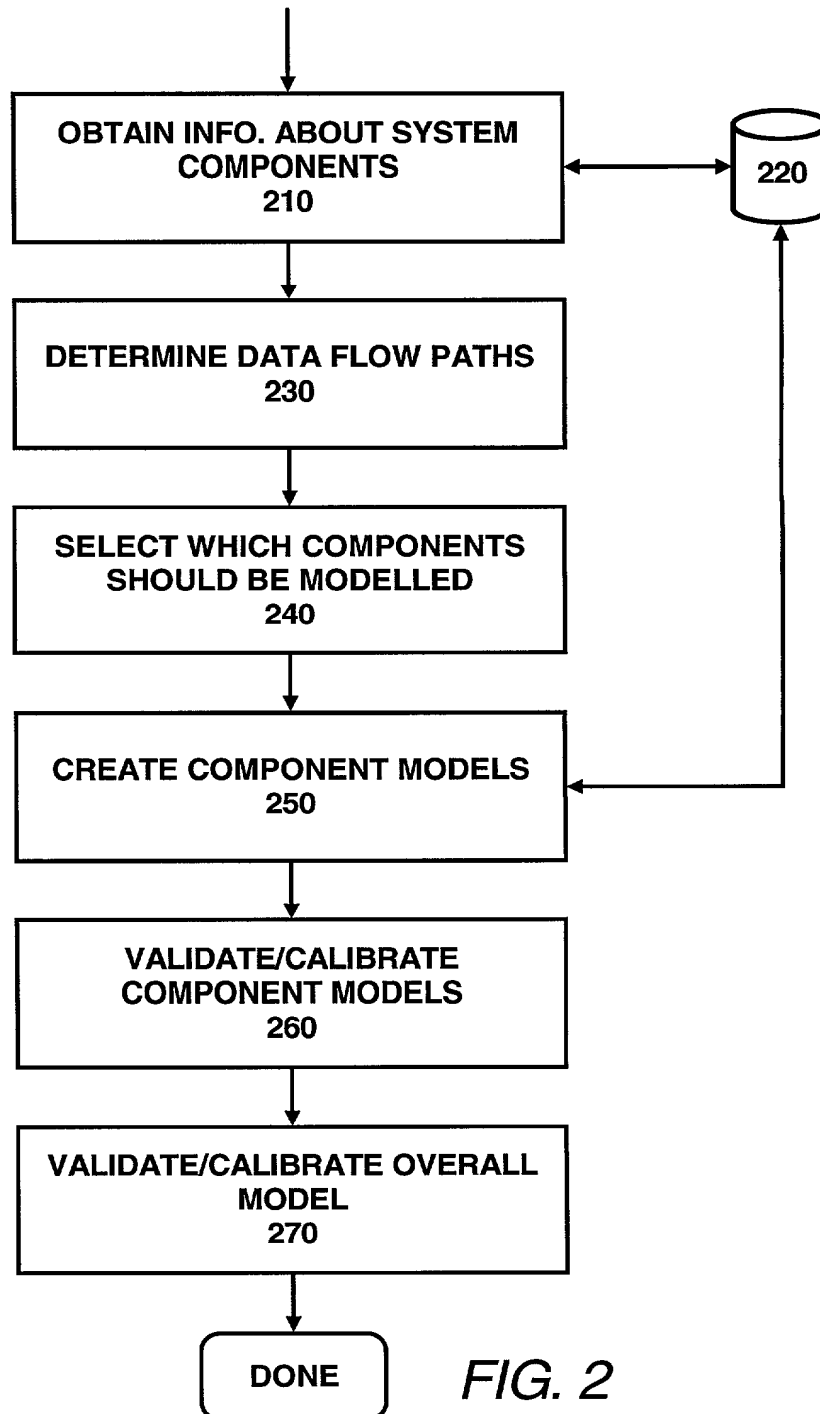 OBTAIN INFO. ABOUT SYSTEM
COMPONENTS
210
220
DETERMINE DATA FLOW PATHS
230
SELECT WHICH COMPONENTS
SHOULD BE MODELLED
240
CREATE COMPONENT MODELS
250
VALIDATE/CALIBRATE
COMPONENT MODELS
260
VALIDATE/CALIBRATE OVERALL
MODEL
270
DONE
FIG. 2